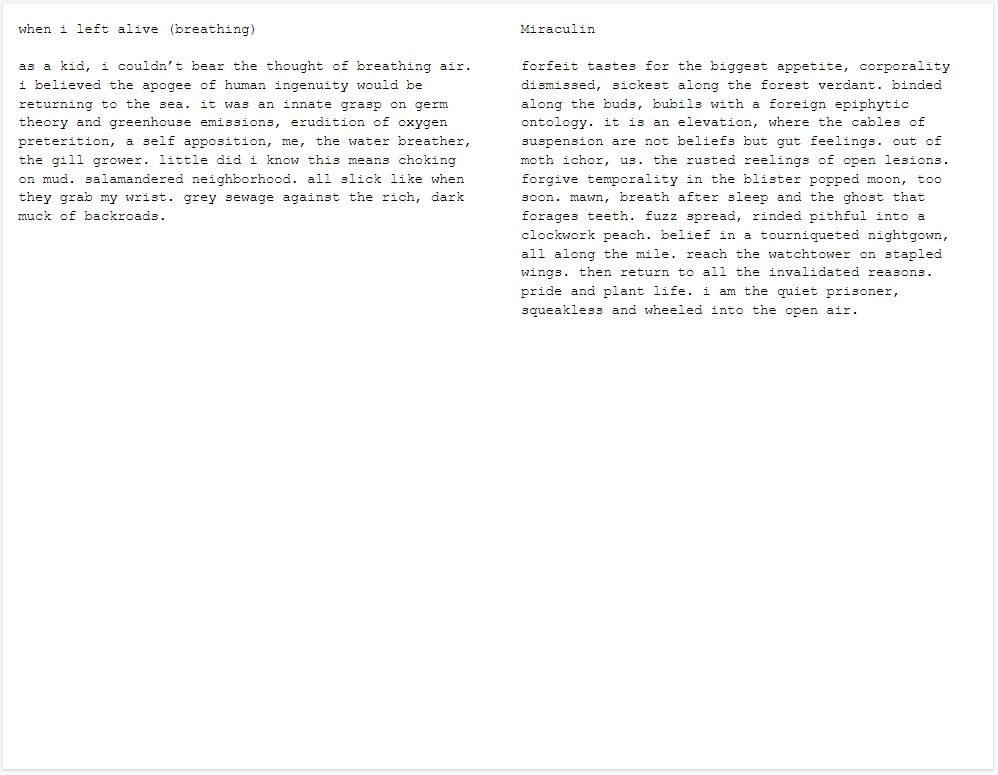 when i left alive (breathing)
as a kid, i couldn’t bear the thought of breathing air.
i believed the apogee of human ingenuity would be
returning to the sea. it was an innate grasp on germ
theory and greenhouse emissions, erudition of oxygen
preterition, a self apposition, me, the water breather,
the gill grower. little did i know this means choking
on mud. salamandered neighborhood. all slick like when
they grab my wrist. grey sewage against the rich, dark
muck of backroads.
Miraculin
forfeit tastes for the biggest appetite, corporality
dismissed, sickest along the forest verdant. binded
along the buds, bubils with a foreign epiphytic
ontology. it is an elevation, where the cables of
suspension are not beliefs but gut feelings. out of
moth ichor, us. the rusted reelings of open lesions.
forgive temporality in the blister popped moon, too
soon. mawn, breath after sleep and the ghost that
forages teeth. fuzz spread, rinded pithful into a
clockwork peach. belief in a tourniqueted nightgown,
all along the mile. reach the watchtower on stapled
wings. then return to all the invalidated reasons.
pride and plant life. i am the quiet prisoner,
squeakless and wheeled into the open air.